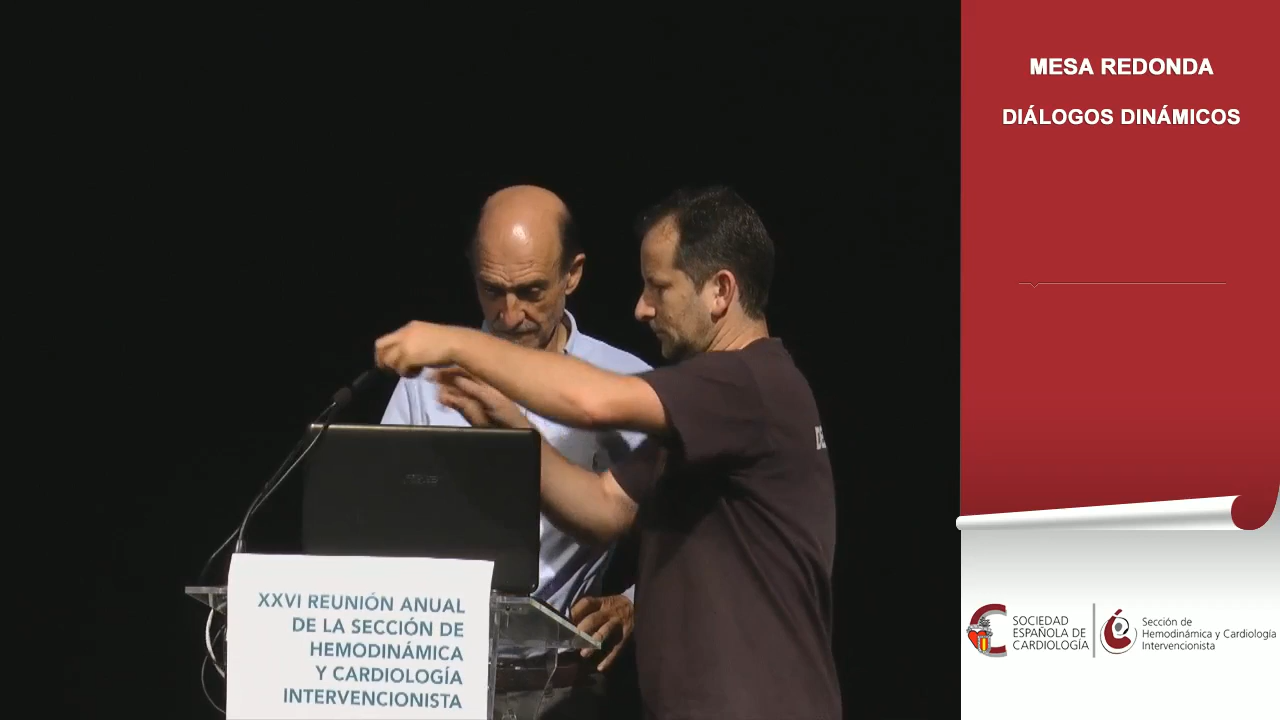 MESA REDONDA
DIÁLOGOS DINÁMICOS
XXVI REUNIÓN ANUAL
DE LA SECCIÓN DE
HEMODINÁMICA
Y CARDIOLOGÍA
INTERVENCIONISTA
SOCIEDAD
ESPAÑOLA DE
CARDIOLOGÍA
Sección de
Hemodinámica y Cardiología
Intervencionista